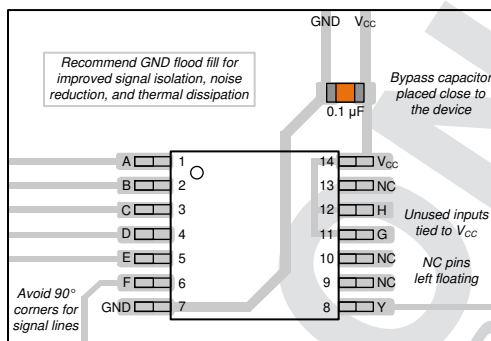 GND VCC
Recommend GND flood fill for
improved signal isolation, noise
reduction, and thermal dissipation
Bypass capacitor
placed close to
the device
0.1 μF
A 1 14 VCC
B 2 13 NC
C 3 12 H
D 4 11 G
E 5 10 NC
F 6 9 NC
GND 7 8 Y
Unused inputs
tied to VCC
NC pins
left floating
Avoid 90°
corners for
signal lines